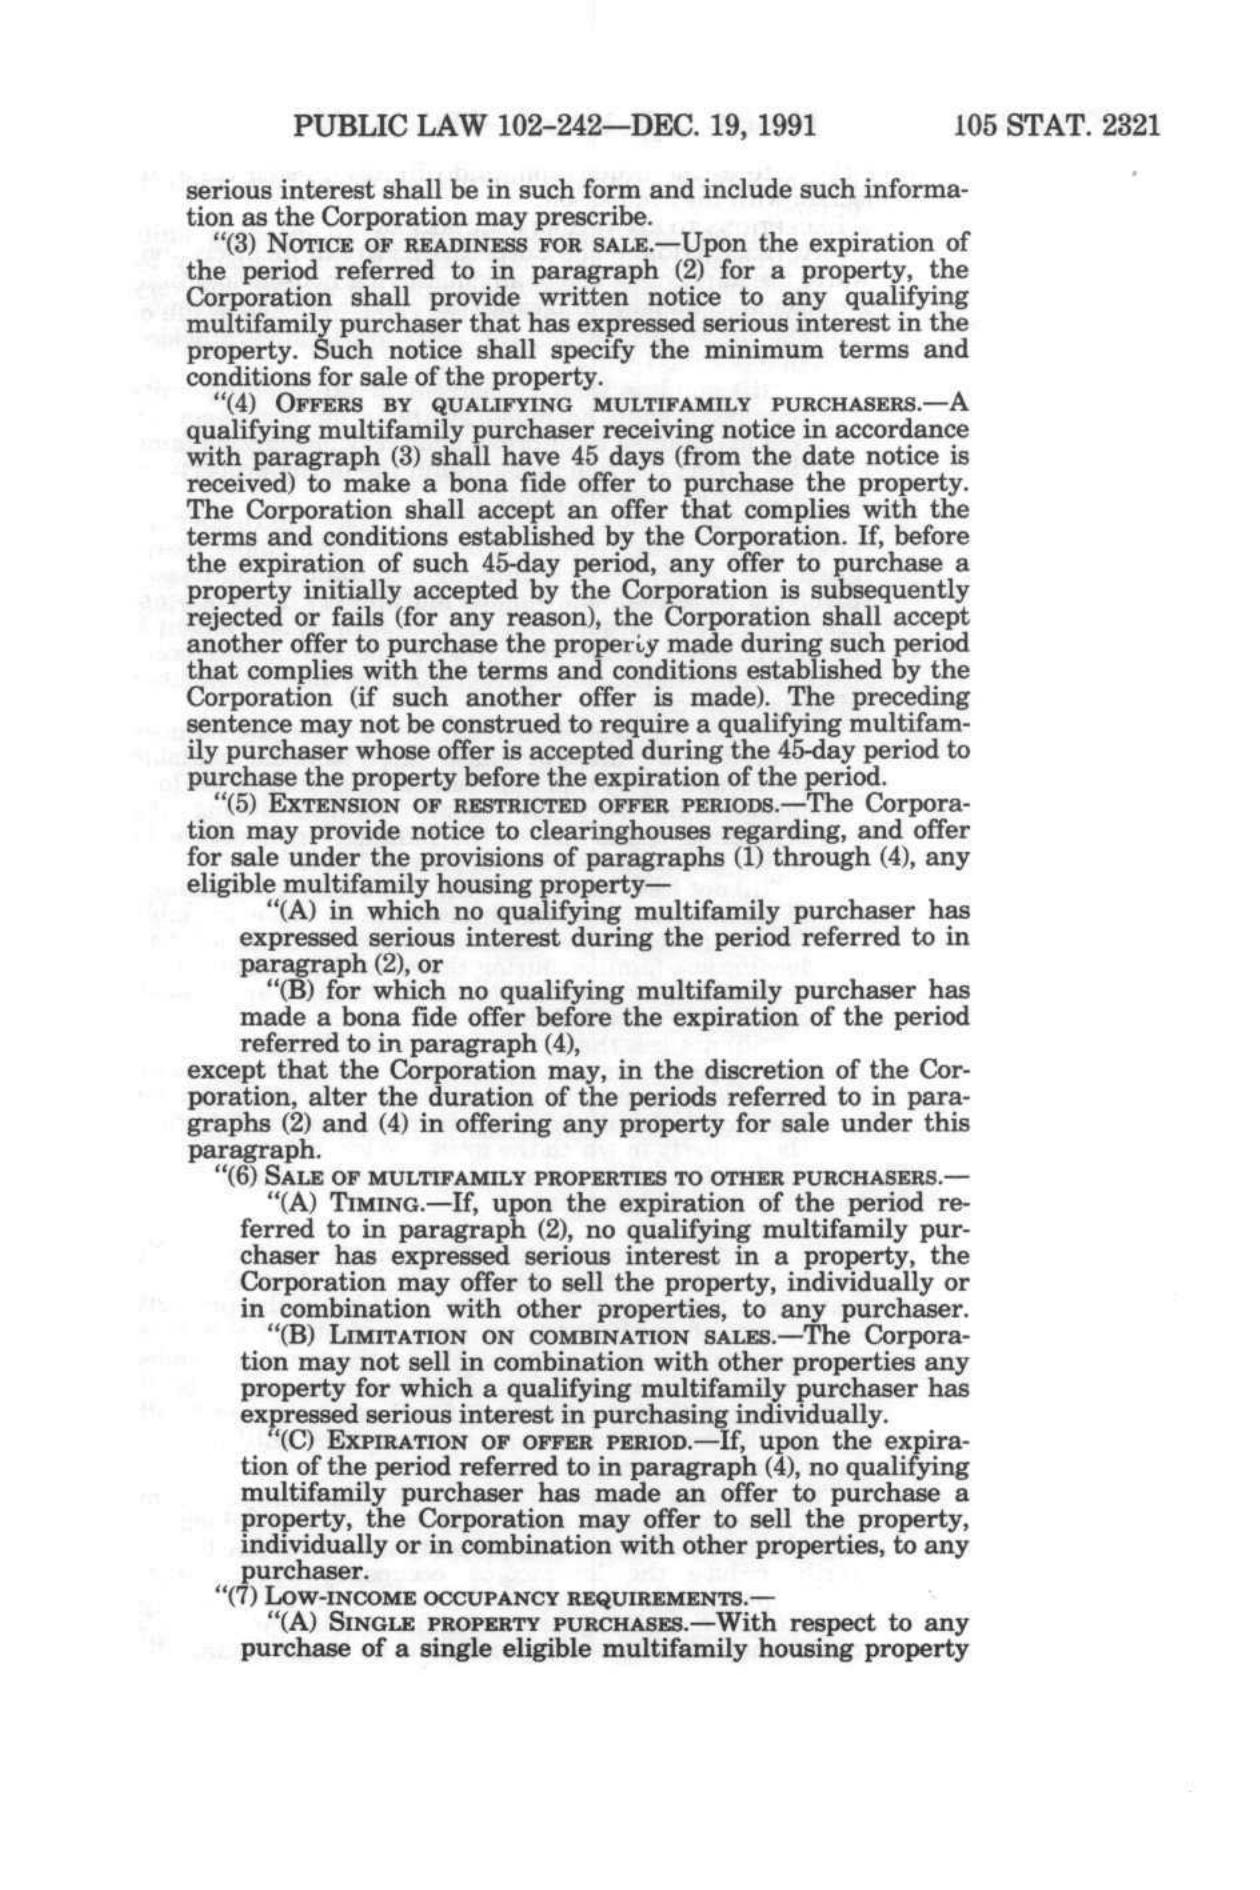 PUBLIC LAW 102-242—DEC. 19, 1991 105 STAT. 2321
serious interest shall be in such form and include such informa-
tion as the Corporation may prescribe.
"(3) NOTICE OF READINESS FOR SALE.—Upon the expiration of
the period referred to in paragraph (2) for a property, the
Corporation shall provide written notice to any qualifying
multifamily purchaser that has expressed serious interest in the
property. Such notice shall specify the minimum terms and
conditions for sale of the property.
"(4) OFFERS BY QUALIFYING MULTIFAMILY PURCHASERS.—A
qualifying multifamily purchaser receiving notice in accordance
with paragraph (3) shall have 45 days (from the date notice is
received) to make a bona fide offer to purchase the property.
The Corporation shall accept an offer that complies with the
terms and conditions established by the Corporation. If, before
the expiration of such 45-day period, any offer to purchase a
property initially accepted by the Corporation is subsequently
rejected or fails (for any reason), the Corporation shall accept
another offer to purchase the property made during such period
that complies with the terms and conditions established by the
Corporation (if such another offer is made). The preceding
sentence may not be construed to require a qualifying multifam-
ily purchaser whose offer is accepted during the 45-day period to
purchase the property before the expiration of the period.
"(5) EXTENSION OF RESTRICTED OFFER PERIODS.—The Corpora-
tion may provide notice to clearinghouses regarding, and offer
for sale under the provisions of paragraphs (1) through (4), any
eligible multifamily housing property—
"(A) in which no qualifying multifamily purchaser has
expressed serious interest during the period referred to in
paragraph (2), or
"(B) for which no qualifying multifamily purchaser has
made a bona fide offer before the expiration of the period
referred to in paragraph (4),
except that the Corporation may, in the discretion of the Cor-
poration, alter the duration of the periods referred to in para-
graphs (2) and (4) in offering any property for sale under this
paragraph.
"(6) SALE OF MULTIFAMILY PROPERTIES TO OTHER PURCHASERS.—
"(A) TIMING.—If, upon the expiration of the period re-
ferred to in paragraph (2), no qualifying multifamily pur-
chaser has expressed serious interest in a property, the
Corporation may offer to sell the property, individually or
in combination with other properties, to any purchaser.
"(B) LIMITATION ON COMBINATION SALES.—The Corpora-
tion may not sell in combination with other properties any
property for which a qualifying multifamily purchaser has
expressed serious interest in purchasing individually.
"(C) EXPIRATION OF OFFER PERIOD.—If, upon the expira-
tion of the period referred to in paragraph (4), no qualifying
multifamily purchaser has made an offer to purchase a
property, the Corporation may offer to sell the property,
individually or in combination with other properties, to any
purchaser.
"(7) LOW-INCOME OCCUPANCY REQUIREMENTS.—
"(A) SINGLE PROPERTY PURCHASES.—With respect to any
purchase of a single eligible multifamily housing property